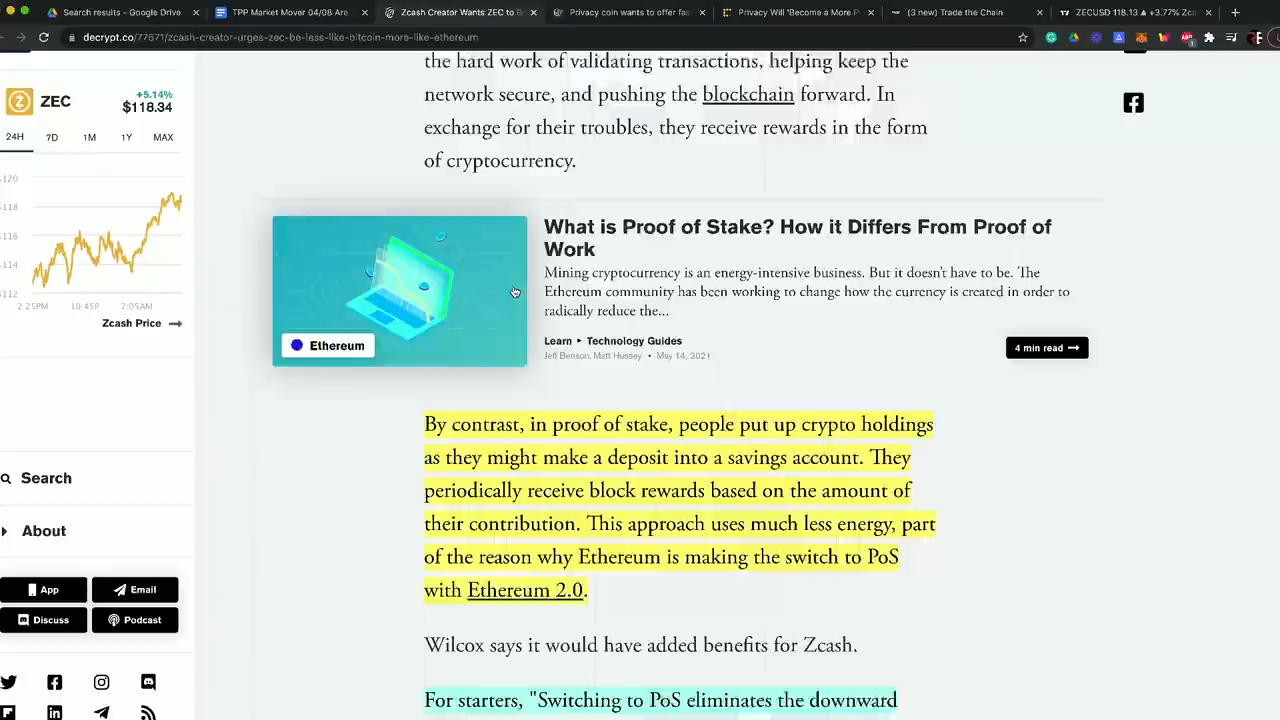 Search results - Google Drive
TPP Market Mover 04/08 Are
Zcash Creator Wants ZEC to B
Privacy coin wants to offer fas
Privacy Will 'Become a More P
(3 new) Trade the Chain
ZECUSD 118.13 ▲ +3.77% Zca
decrypt.co/77571/zcash-creator-urges-zec-be-less-like-bitcoin-more-like-ethereum
ZEC
+5.14%
$118.34
24H 7D 1M 1Y MAX
$120
$118
$116
$114
$112
2:25PM 10:45P 7:05AM
Zcash Price →
Search
About
App
Email
Discuss
Podcast
the hard work of validating transactions, helping keep the
network secure, and pushing the blockchain forward. In
exchange for their troubles, they receive rewards in the form
of cryptocurrency.
Ethereum
What is Proof of Stake? How it Differs From Proof of
Work
Mining cryptocurrency is an energy-intensive business. But it doesn't have to be. The
Ethereum community has been working to change how the currency is created in order to
radically reduce the...
Learn ▸ Technology Guides
Jeff Benson, Matt Hussey • May 14, 2021
4 min read →
By contrast, in proof of stake, people put up crypto holdings
as they might make a deposit into a savings account. They
periodically receive block rewards based on the amount of
their contribution. This approach uses much less energy, part
of the reason why Ethereum is making the switch to PoS
with Ethereum 2.0.
Wilcox says it would have added benefits for Zcash.
For starters, "Switching to PoS eliminates the downward